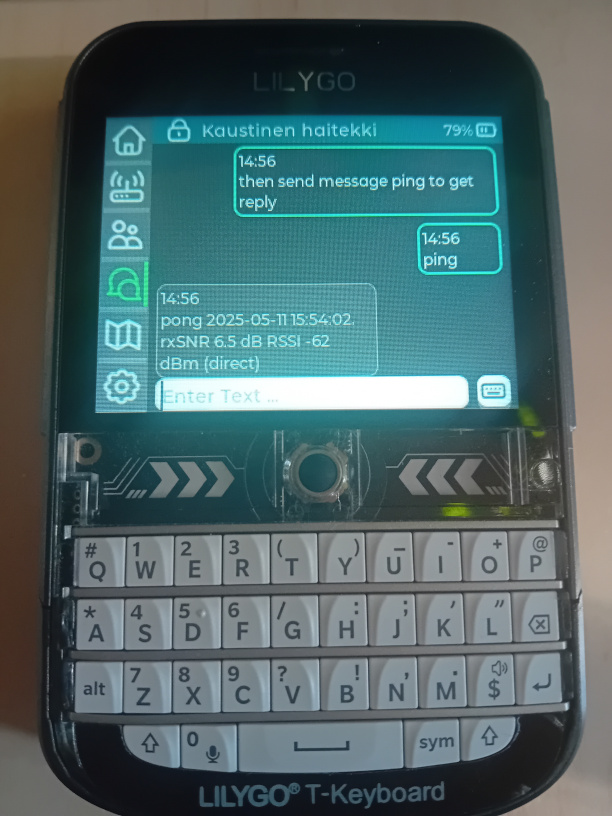 LILYGO
Kaustinen haitekki 79%
14:56
then send message ping to get
reply
14:56
ping
14:56
pong 2025-05-11 15:54:02.
rxSNR 6.5 dB RSSI -62
dBm (direct)
Enter Text ...
# 1 2 3 ( ) _ - + @
Q W E R T Y U I O P
* 4 5 6 / : ; ' "
A S D F G H J K L
7 8 9 ? ! , .
alt Z X C V B N M $
0 sym
LILYGO® T-Keyboard